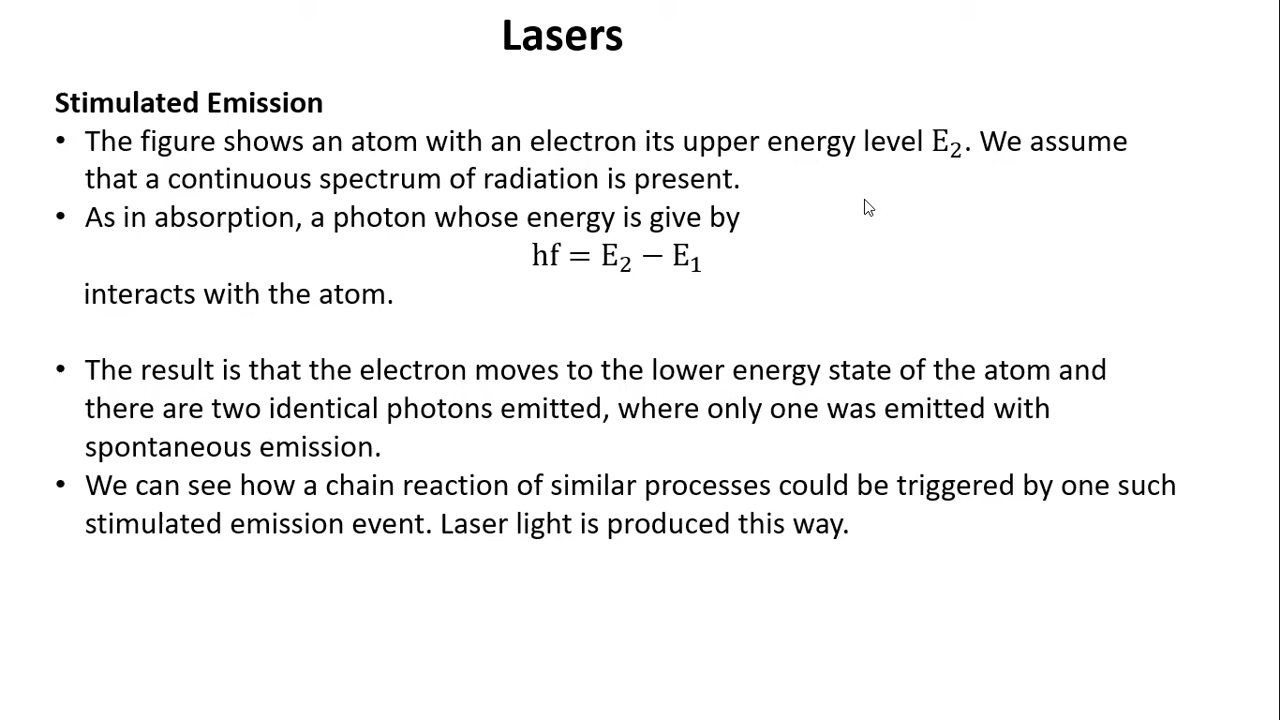 Lasers
Stimulated Emission
• The figure shows an atom with an electron its upper energy level E₂. We assume
that a continuous spectrum of radiation is present.
• As in absorption, a photon whose energy is give by
hf = E₂ − E₁
interacts with the atom.
• The result is that the electron moves to the lower energy state of the atom and
there are two identical photons emitted, where only one was emitted with
spontaneous emission.
• We can see how a chain reaction of similar processes could be triggered by one such
stimulated emission event. Laser light is produced this way.